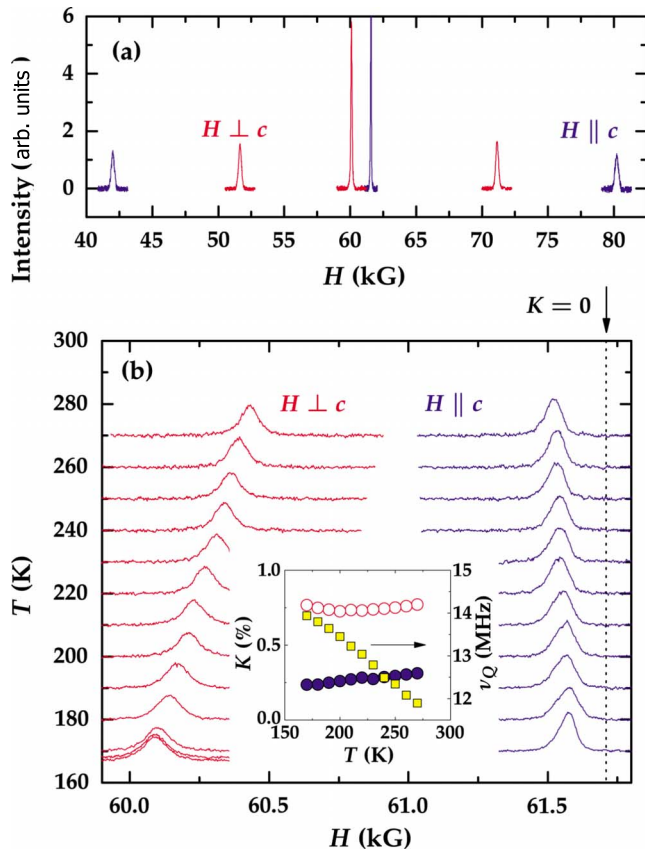 6
4
2
0
Intensity (arb. units)
(a)
H ⊥ c
H || c
40 45 50 55 60 65 70 75 80
H (kG)
K = 0
300
280
260
240
220
200
180
160
T (K)
(b)
H ⊥ c
H || c
1.0
0.5
0.0
K (%)
15
14
13
12
νQ (MHz)
150 200 250 300
T (K)
60.0 60.5 61.0 61.5
H (kG)